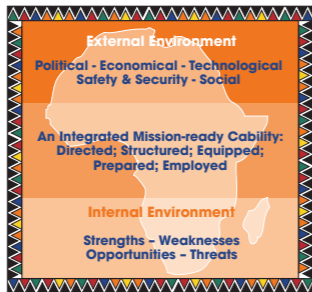 External Environment
Political - Economical - Technological
Safety & Security - Social
An Integrated Mission-ready Cability:
Directed; Structured; Equipped;
Prepared; Employed
Internal Environment
Strengths – Weaknesses
Opportunities – Threats